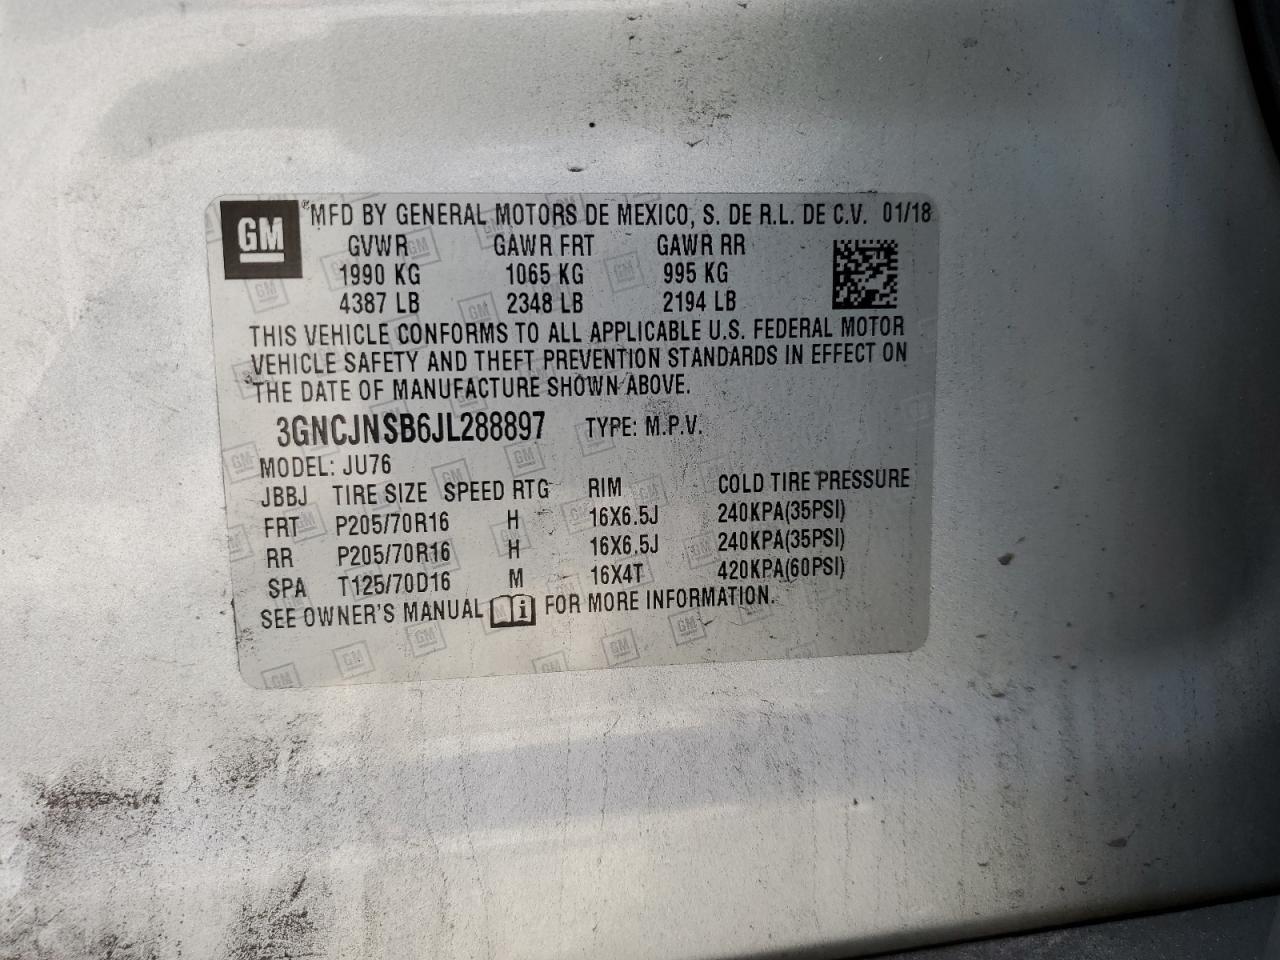 GM ® MFD BY GENERAL MOTORS DE MEXICO, S. DE R.L. DE C.V. 01/18
GVWR GAWR FRT GAWR RR
1990 KG 1065 KG 995 KG
4387 LB 2348 LB 2194 LB
THIS VEHICLE CONFORMS TO ALL APPLICABLE U.S. FEDERAL MOTOR
VEHICLE SAFETY AND THEFT PREVENTION STANDARDS IN EFFECT ON
THE DATE OF MANUFACTURE SHOWN ABOVE.
3GNCJNSB6JL288897 TYPE: M.P.V.
MODEL: JU76
JBBJ TIRE SIZE SPEED RTG RIM COLD TIRE PRESSURE
FRT P205/70R16 H 16X6.5J 240KPA(35PSI)
RR P205/70R16 H 16X6.5J 240KPA(35PSI)
SPA T125/70D16 M 16X4T 420KPA(60PSI)
SEE OWNER'S MANUAL i FOR MORE INFORMATION.